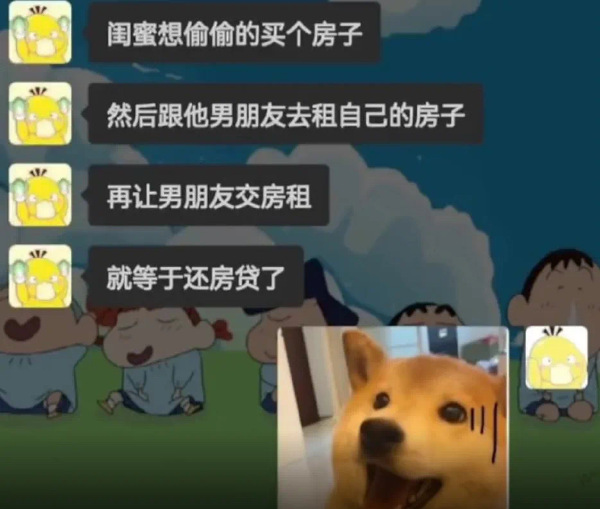 闺蜜想偷偷的买个房子
然后跟他男朋友去租自己的房子
再让男朋友交房租
就等于还房贷了